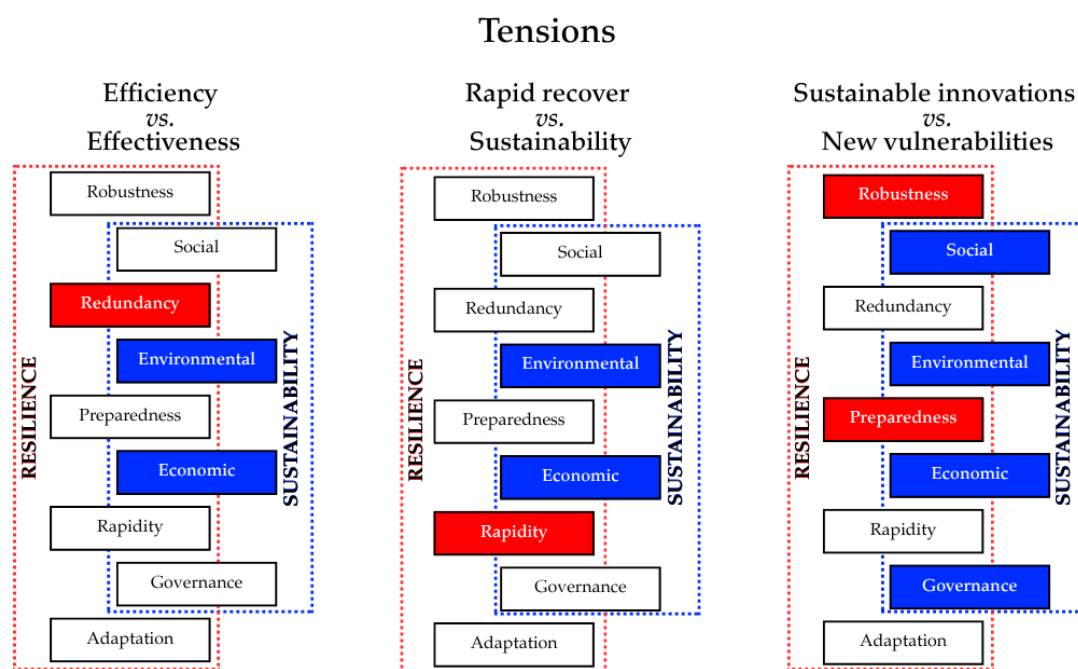 Tensions
Efficiency
vs.
Effectiveness
Robustness
Social
Redundancy
Environmental
Preparedness
Economic
Rapidity
Governance
Adaptation
RESILIENCE
SUSTAINABILITY
Rapid recover
vs.
Sustainability
Robustness
Social
Redundancy
Environmental
Preparedness
Economic
Rapidity
Governance
Adaptation
RESILIENCE
SUSTAINABILITY
Sustainable innovations
vs.
New vulnerabilities
Robustness
Social
Redundancy
Environmental
Preparedness
Economic
Rapidity
Governance
Adaptation
RESILIENCE
SUSTAINABILITY